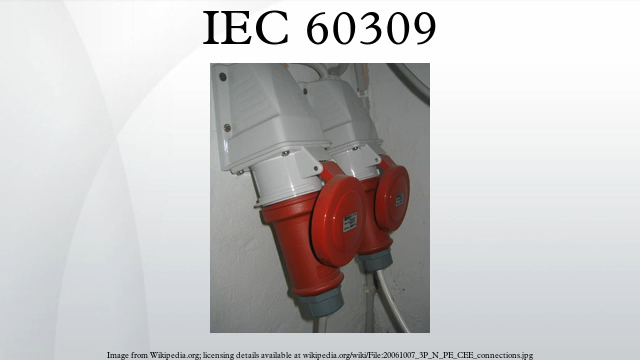 IEC 60309
Image from Wikipedia.org; licensing details available at wikipedia.org/wiki/File:20061007_3P_N_PE_CEE_connections.jpg